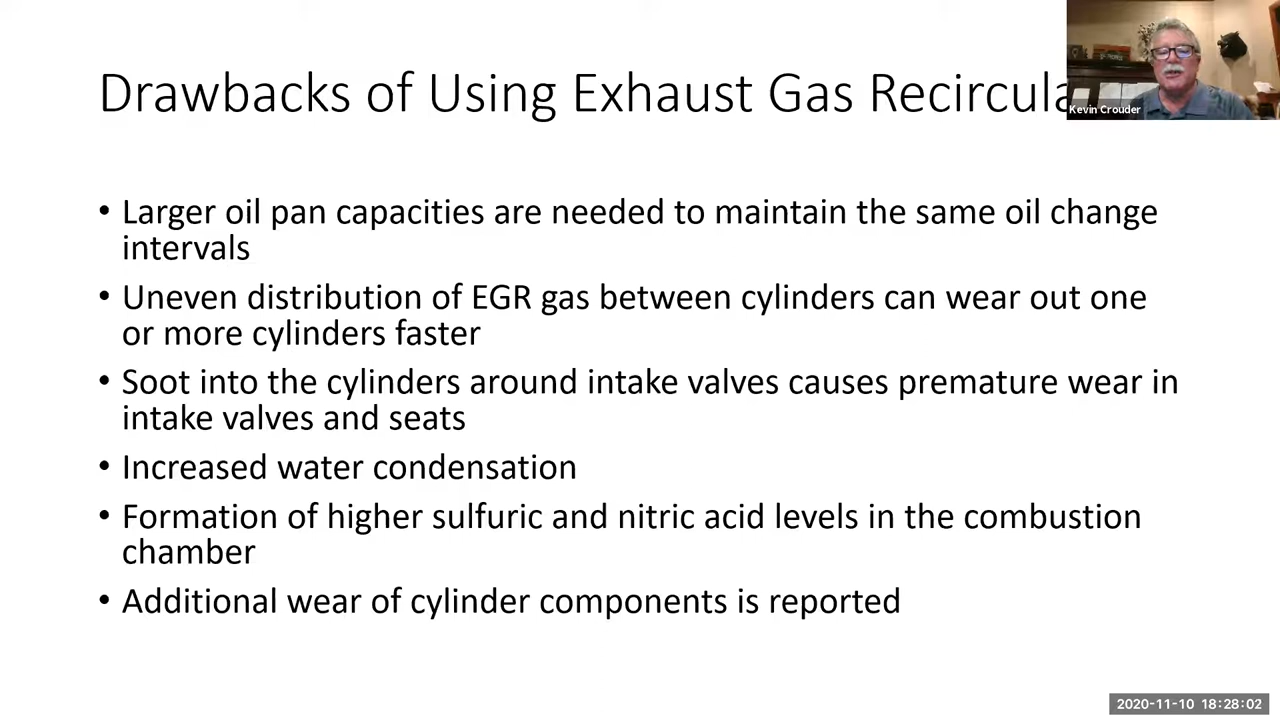 Drawbacks of Using Exhaust Gas Recircula
Kevin Crouder
• Larger oil pan capacities are needed to maintain the same oil change
intervals
• Uneven distribution of EGR gas between cylinders can wear out one
or more cylinders faster
• Soot into the cylinders around intake valves causes premature wear in
intake valves and seats
• Increased water condensation
• Formation of higher sulfuric and nitric acid levels in the combustion
chamber
• Additional wear of cylinder components is reported
2020-11-10 18:28:02